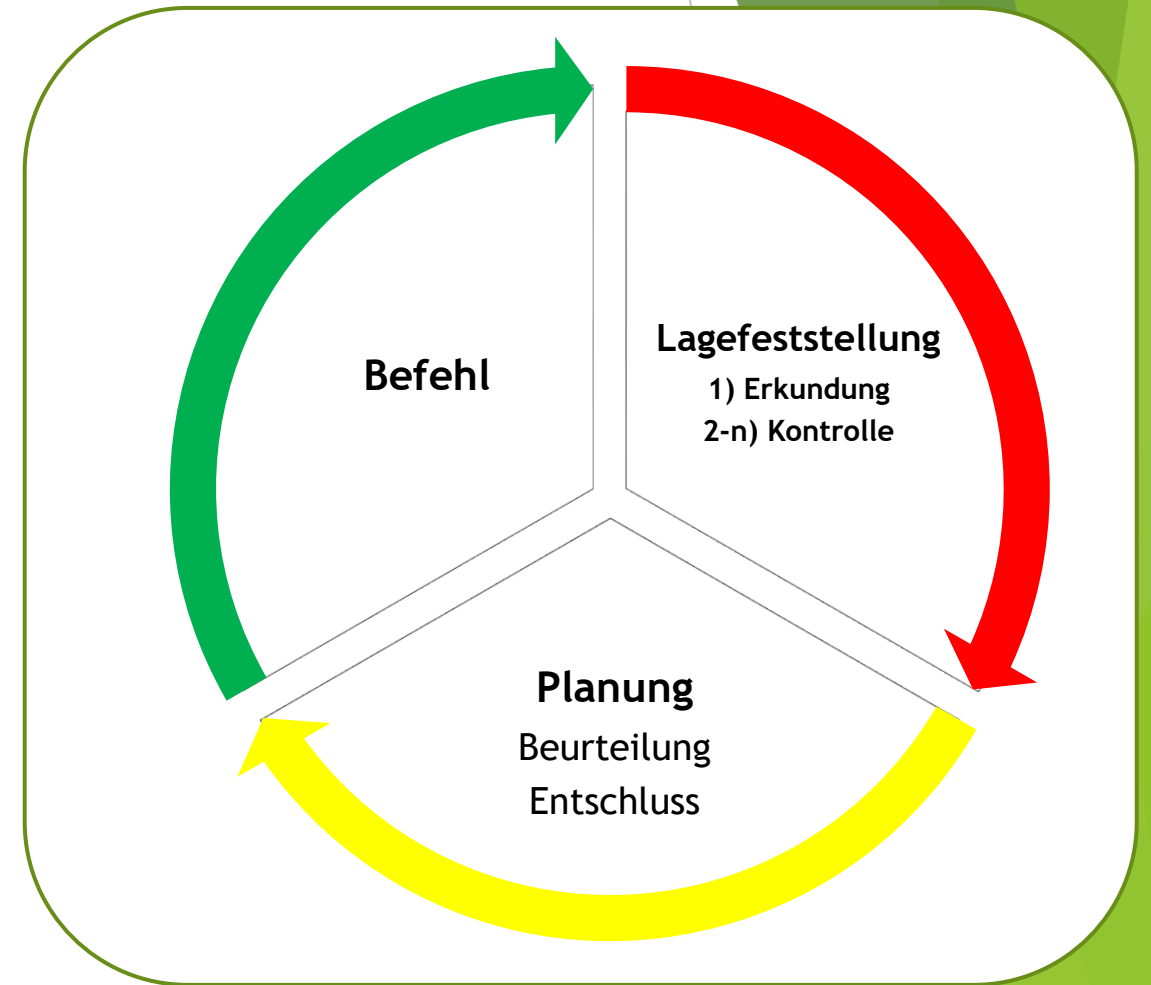 Befehl
Lagefeststellung
1) Erkundung
2-n) Kontrolle
Planung
Beurteilung
Entschluss